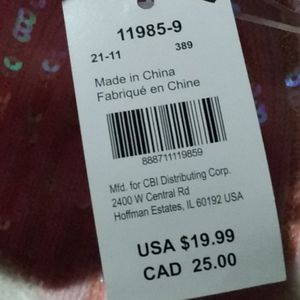 11985-9
21-11 389
Made in China
Fabriqué en Chine
888711119859
Mfd. for CBI Distributing Corp.
2400 W Central Rd
Hoffman Estates, IL 60192 USA
USA $19.99
CAD 25.00